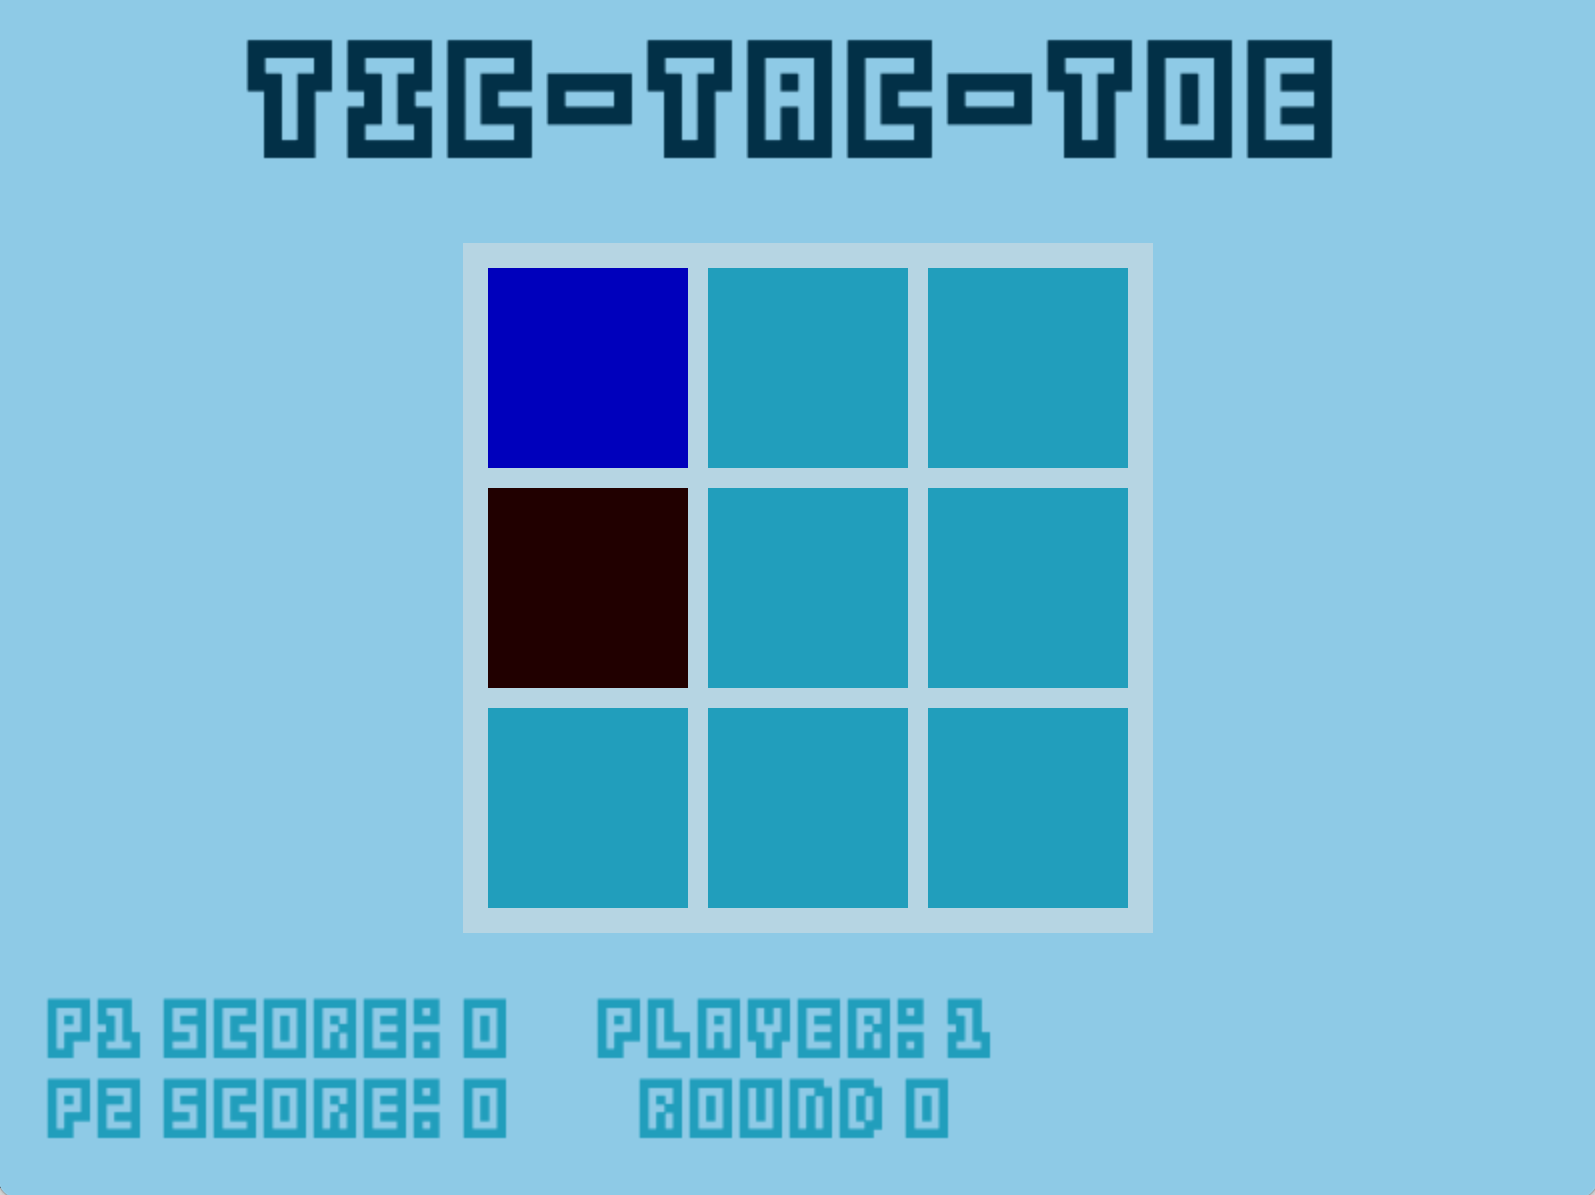 TIC-TAC-TOE
P1 SCORE: 0 PLAYER: 1
P2 SCORE: 0 ROUND 0